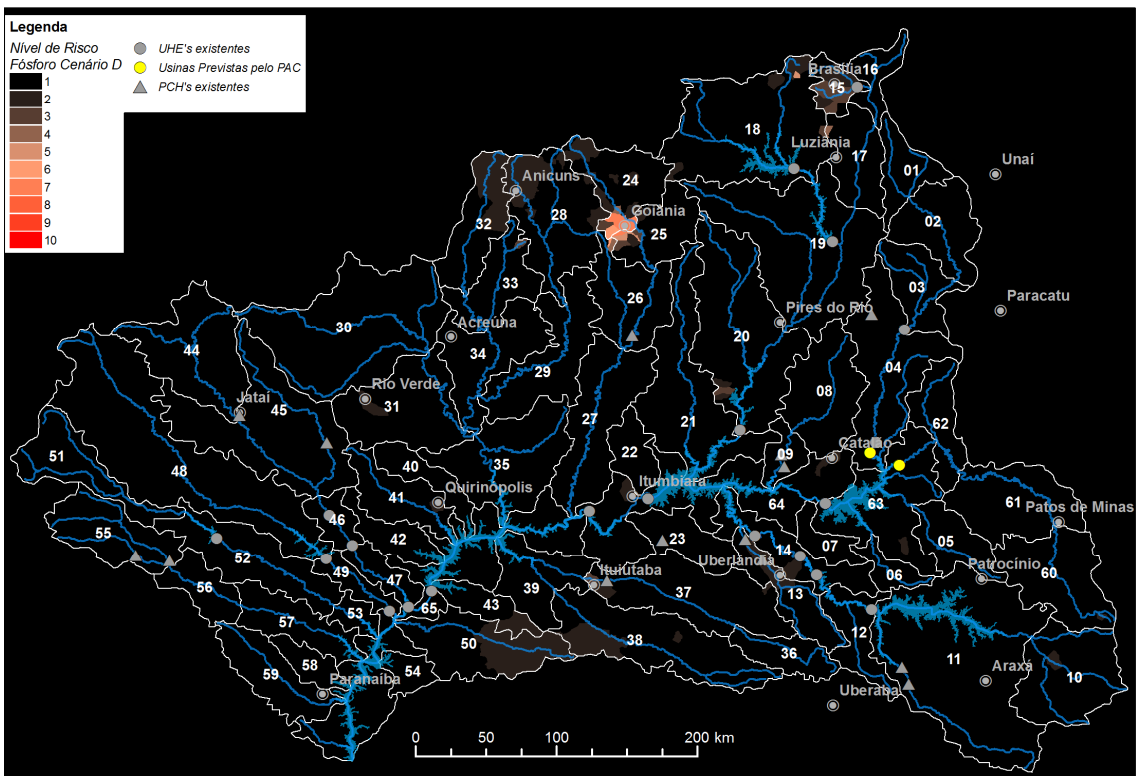 Legenda
Nível de Risco
Fósforo Cenário D
1
2
3
4
5
6
7
8
9
10
UHE's existentes
Usinas Previstas pelo PAC
PCH's existentes
Brasília
16
15
18
Luziânia
17
Unaí
01
Anicuns
24
02
32
28
Goiânia
25
19
33
03
26
Paracatu
30
Acreúna
Pires do Rio
44
20
34
29
04
08
Rio Verde
31
Jataí
45
27
21
62
Catalão
51
22
09
35
40
48
Itumbiara
Quirinópolis
41
64
63
61
Patos de Minas
46
55
42
23
05
52
14
07
Uberlândia
Patrocínio
49
Ituiutaba
06
60
56
47
37
13
39
65
43
53
12
57
50
38
36
11
58
54
Araxá
10
59
Paranaíba
Uberaba
0 50 100 200 km